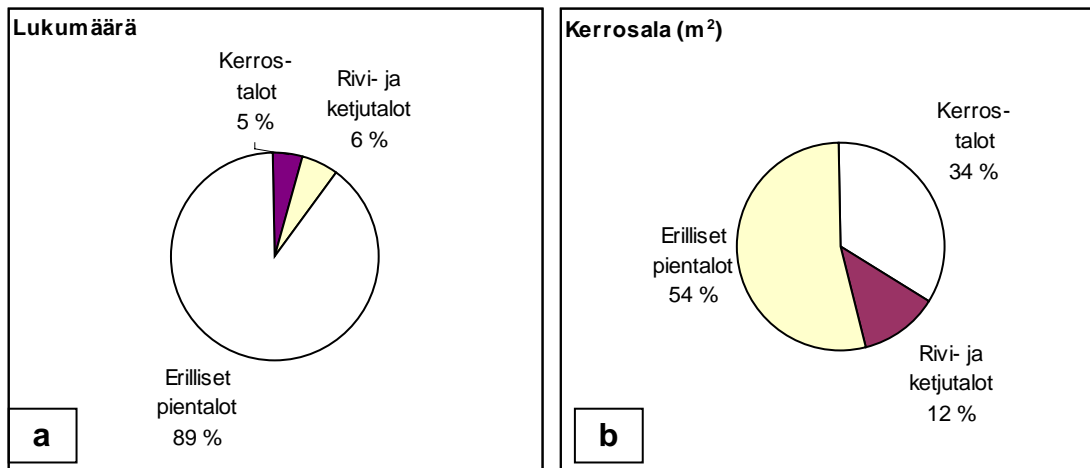 Lukumäärä
Kerros-
talot
5 %
Rivi- ja
ketjutalot
6 %
Erilliset
pientalot
89 %
a
Kerrosala (m²)
Kerros-
talot
34 %
Erilliset
pientalot
54 %
Rivi- ja
ketjutalot
12 %
b